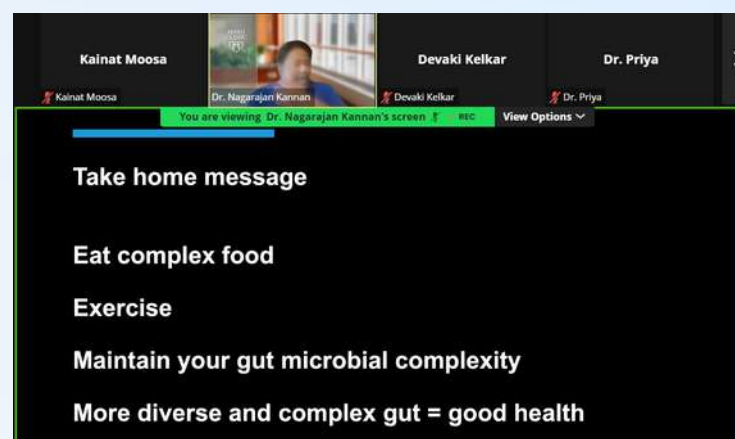 Kainat Moosa
Devaki Kelkar
Dr. Priya
Kainat Moosa
Dr. Nagarajan Kannan
Devaki Kelkar
Dr. Priya
You are viewing Dr. Nagarajan Kannan's screen REC View Options
Take home message
Eat complex food
Exercise
Maintain your gut microbial complexity
More diverse and complex gut = good health